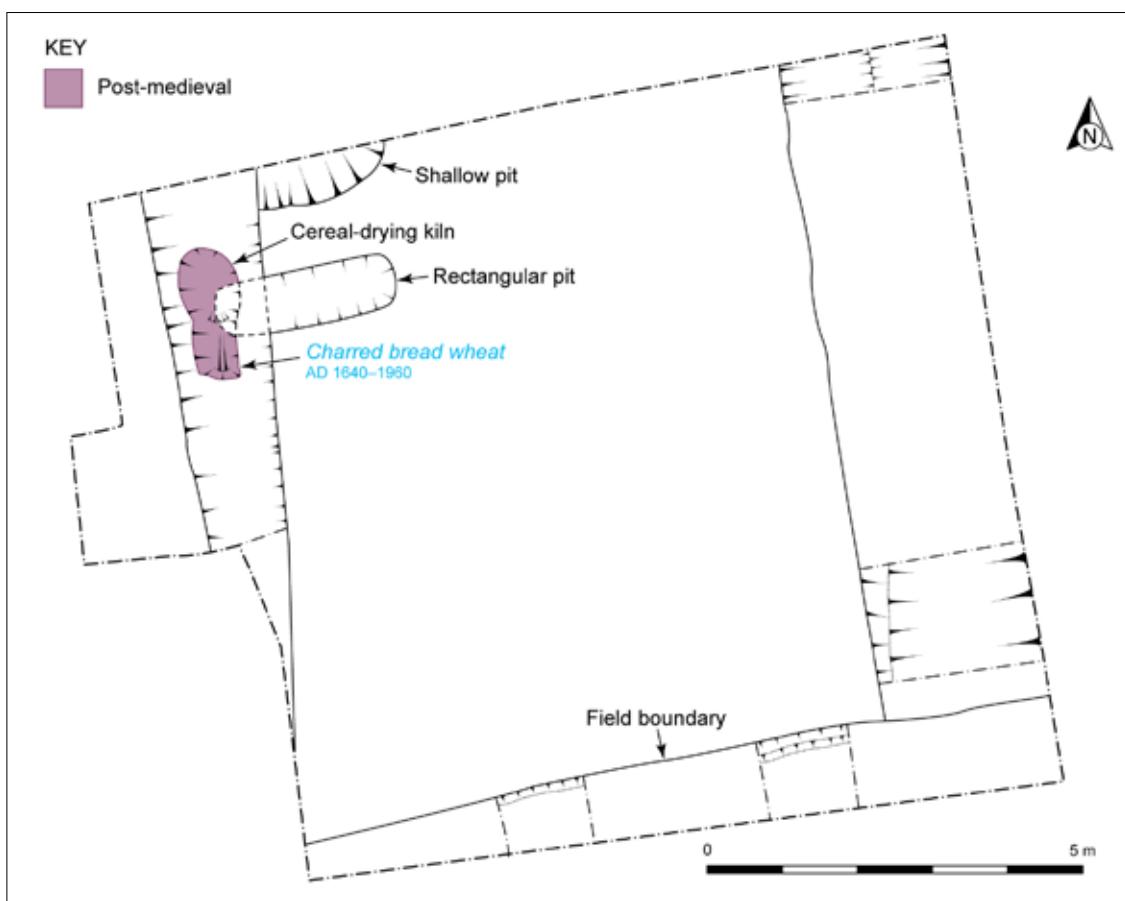 KEY
Post-medieval
N
Shallow pit
Cereal-drying kiln
Rectangular pit
Charred bread wheat
AD 1640–1960
Field boundary
0
5 m